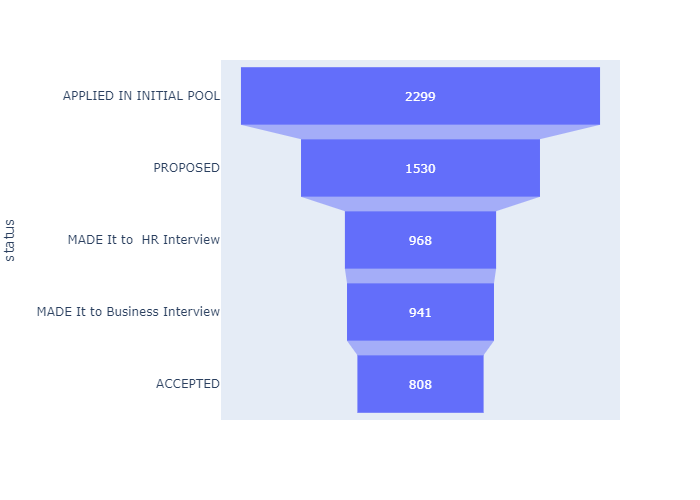 APPLIED IN INITIAL POOL 2299
PROPOSED 1530
MADE It to  HR Interview 968
MADE It to Business Interview 941
ACCEPTED 808
status